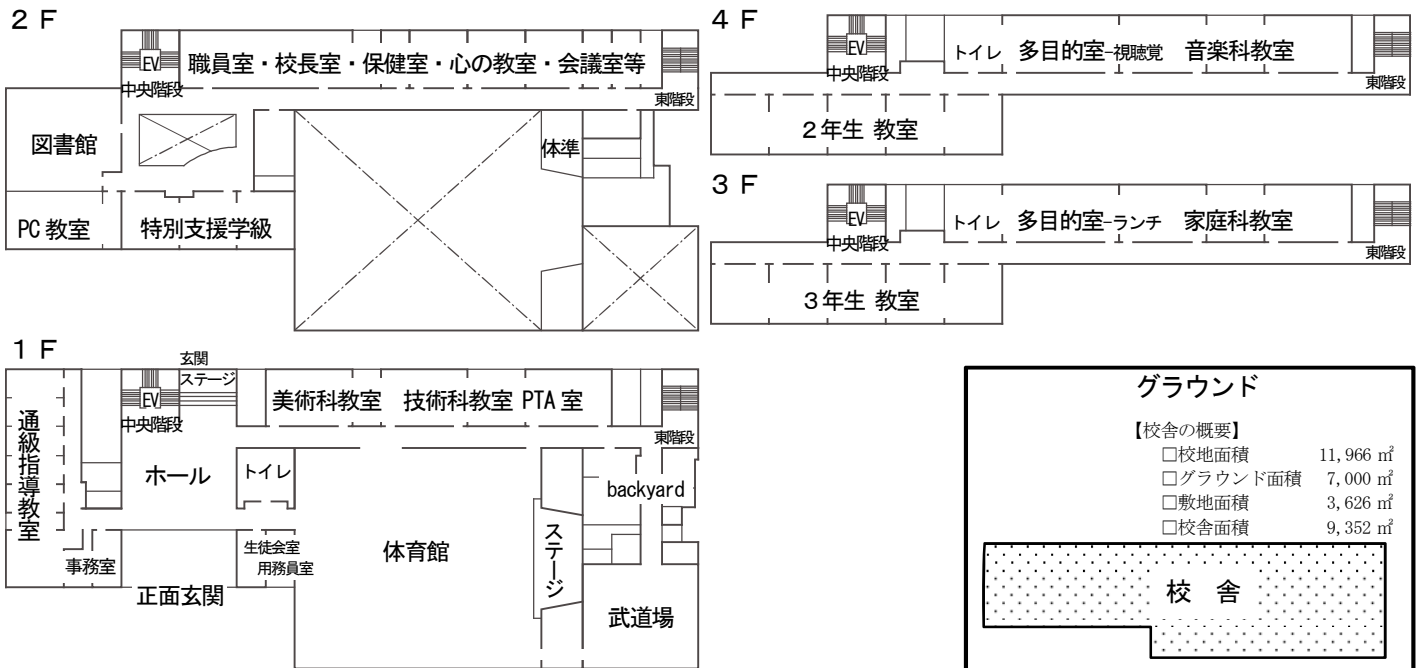 ２Ｆ
EV
中央階段
職員室・校長室・保健室・心の教室・会議室等
東階段
図書館
体準
PC教室
特別支援学級
４Ｆ
EV
中央階段
トイレ
多目的室-視聴覚
音楽科教室
東階段
２年生 教室
３Ｆ
EV
中央階段
トイレ
多目的室-ランチ
家庭科教室
東階段
３年生 教室
１Ｆ
玄関
ステージ
EV
中央階段
美術科教室
技術科教室
PTA室
東階段
通級指導教室
ホール
トイレ
backyard
体育館
ステージ
事務室
生徒会室
用務員室
正面玄関
武道場
グラウンド
【校舎の概要】
□校地面積 11,966 ㎡
□グラウンド面積 7,000 ㎡
□敷地面積 3,626 ㎡
□校舎面積 9,352 ㎡
校 舎